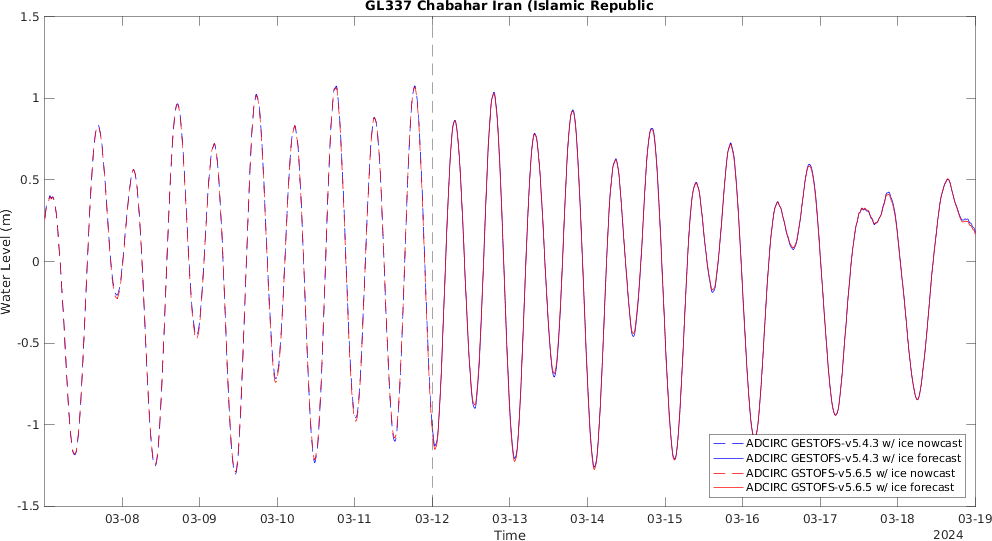 GL337 Chabahar Iran (Islamic Republic
1.5
1
0.5
0
-0.5
-1
-1.5
Water Level (m)
ADCIRC GESTOFS-v5.4.3 w/ ice nowcast
ADCIRC GESTOFS-v5.4.3 w/ ice forecast
ADCIRC GSTOFS-v5.6.5 w/ ice nowcast
ADCIRC GSTOFS-v5.6.5 w/ ice forecast
03-08 03-09 03-10 03-11 03-12 03-13 03-14 03-15 03-16 03-17 03-18 03-19
Time
2024